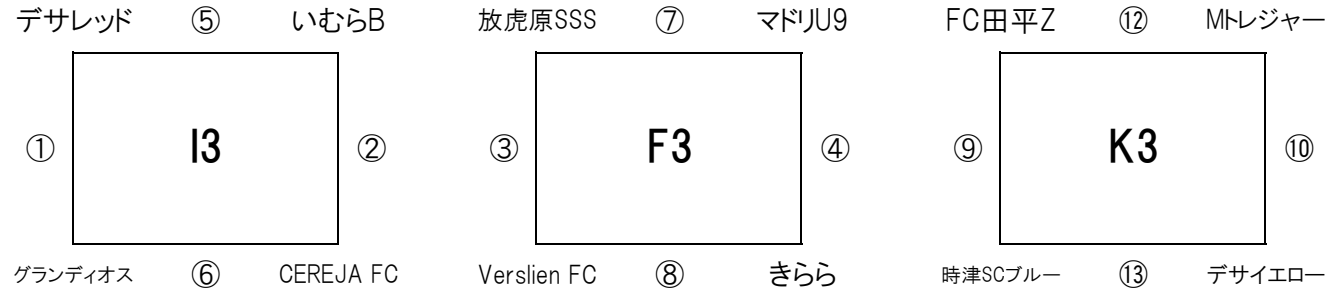 デサレッド ⑤ いむらB 放虎原SSS ⑦ マドリU9 FC田平Z ⑫ Mトレジャー
① I3 ② ③ F3 ④ ⑨ K3 ⑩
グランディオス ⑥ CEREJA FC Verslien FC ⑧ きらら 時津SCブルー ⑬ デサイエロー